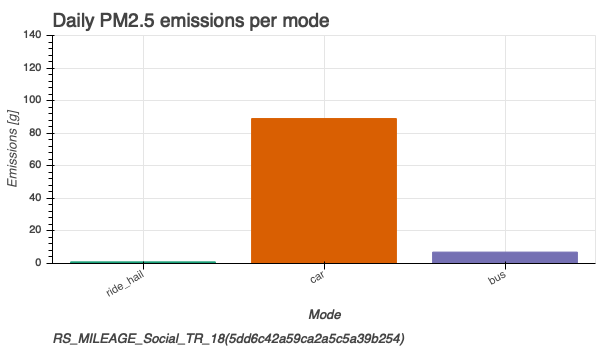 Daily PM2.5 emissions per mode
140
120
100
80
60
40
20
0
Emissions [g]
ride_hail
car
bus
Mode
RS_MILEAGE_Social_TR_18(5dd6c42a59ca2a5c5a39b254)